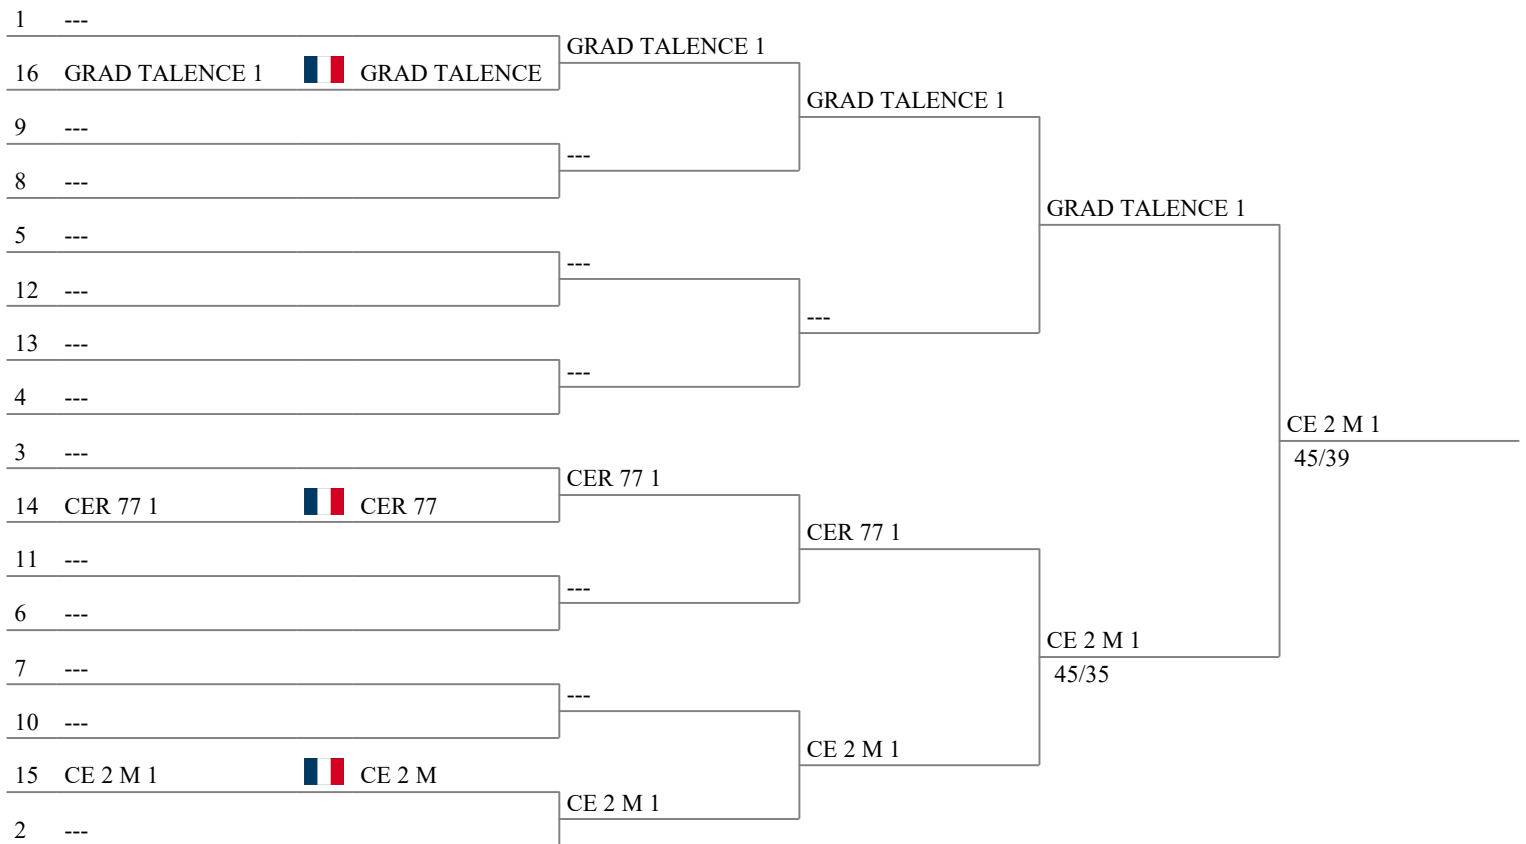 1 ---
16 GRAD TALENCE 1 GRAD TALENCE
9 ---
8 ---
5 ---
12 ---
13 ---
4 ---
3 ---
14 CER 77 1 CER 77
11 ---
6 ---
7 ---
10 ---
15 CE 2 M 1 CE 2 M
2 ---
GRAD TALENCE 1
---
---
---
CER 77 1
---
---
CE 2 M 1
GRAD TALENCE 1
---
CER 77 1
CE 2 M 1
GRAD TALENCE 1
CE 2 M 1
45/35
CE 2 M 1
45/39